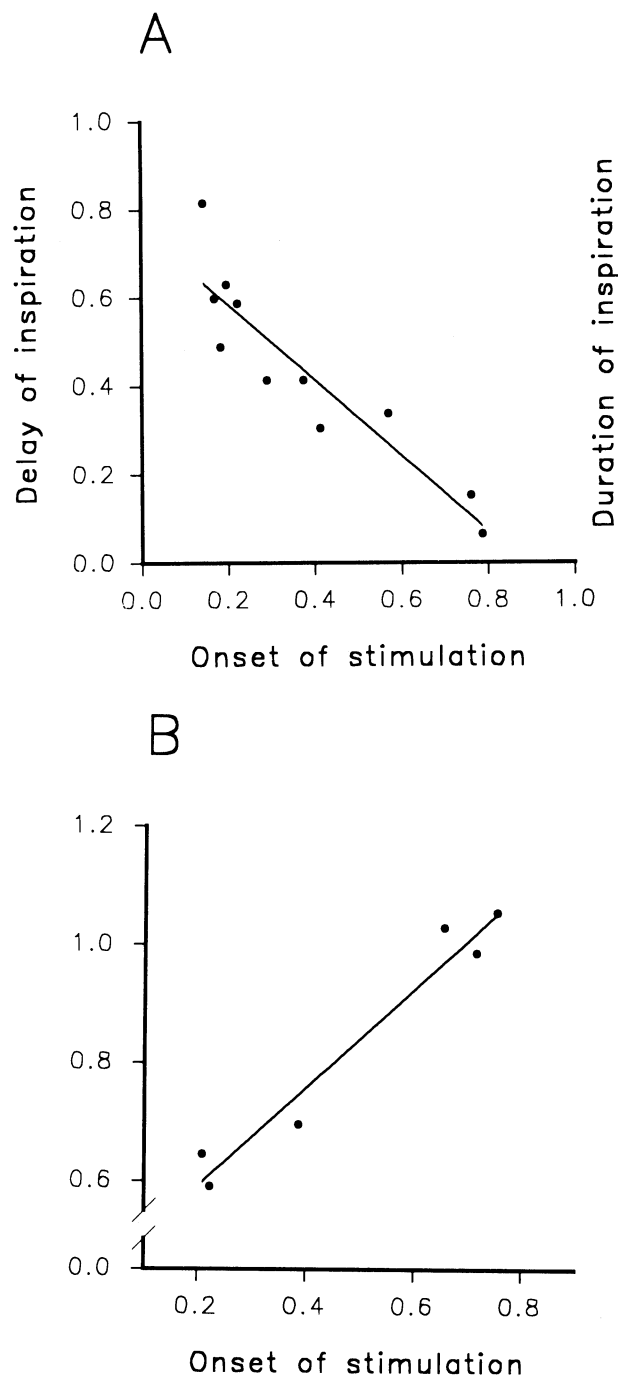 A
1.0
0.8
0.6
0.4
0.2
0.0
Delay of inspiration
Duration of inspiration
0.0 0.2 0.4 0.6 0.8 1.0
Onset of stimulation
B
1.2
1.0
0.8
0.6
0.0
0.2 0.4 0.6 0.8
Onset of stimulation